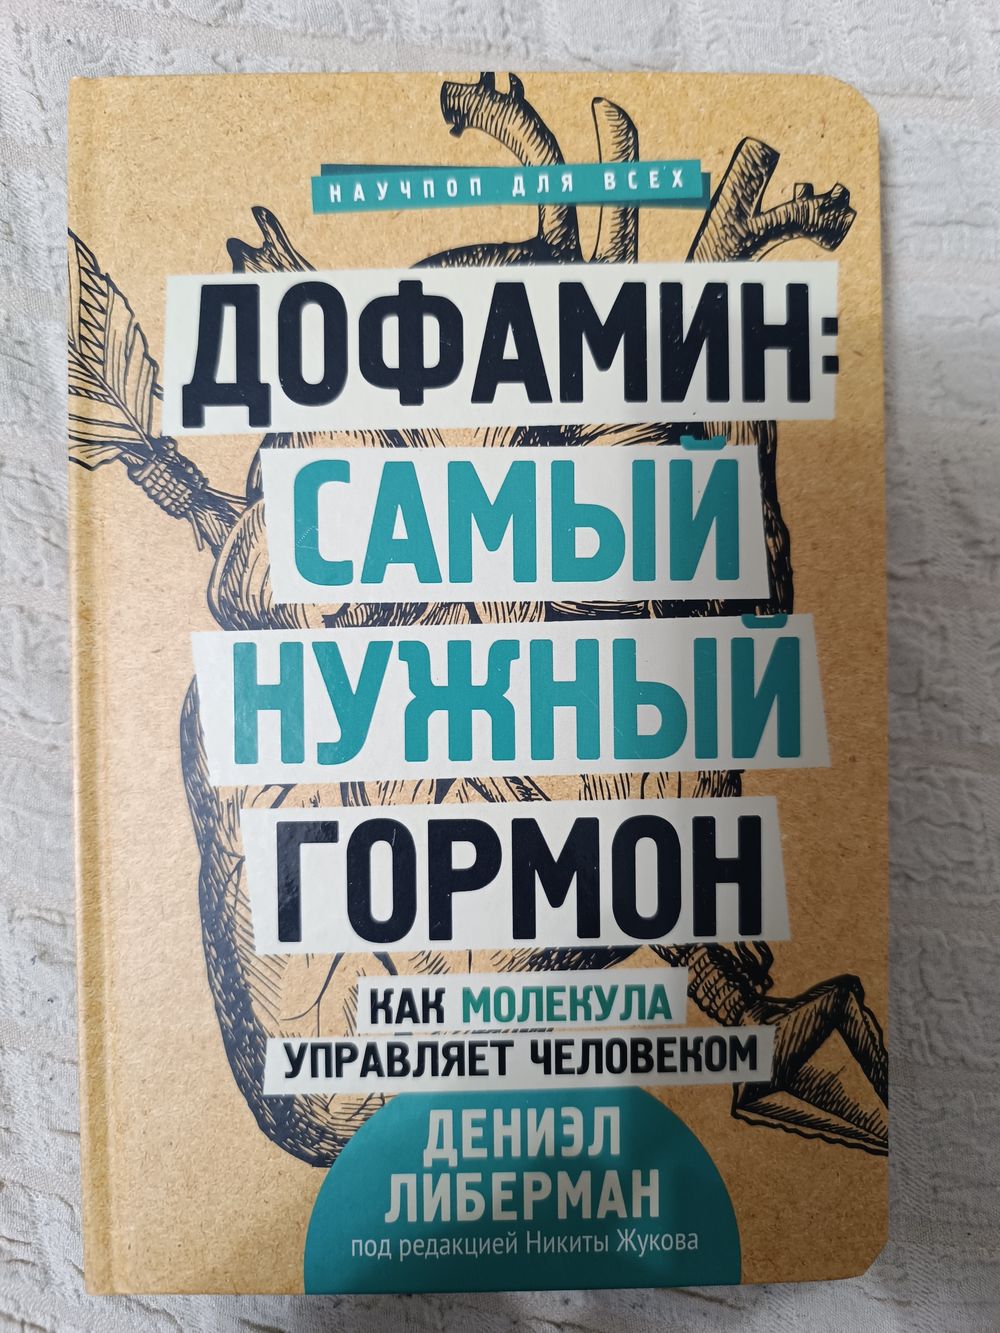 НАУЧПОП ДЛЯ ВСЕХ
ДОФАМИН:
САМЫЙ
НУЖНЫЙ
ГОРМОН
КАК МОЛЕКУЛА
УПРАВЛЯЕТ ЧЕЛОВЕКОМ
ДЕНИЭЛ
ЛИБЕРМАН
под редакцией Никиты Жукова